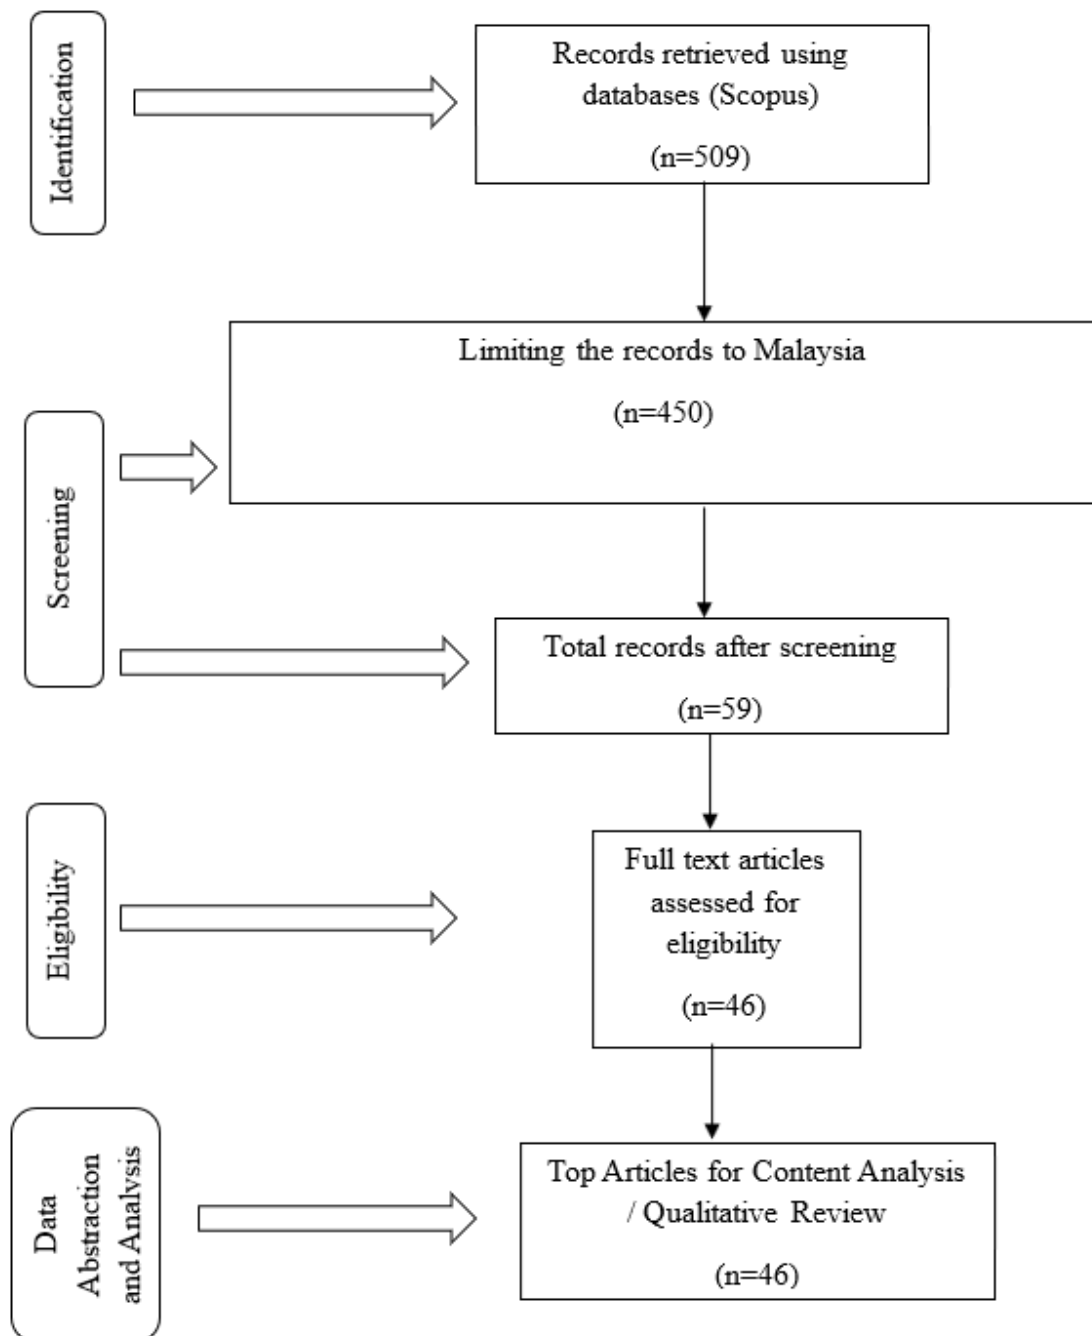 Identification
Records retrieved using
databases (Scopus)
(n=509)
Limiting the records to Malaysia
(n=450)
Screening
Total records after screening
(n=59)
Eligibility
Full text articles
assessed for
eligibility
(n=46)
Data
Abstraction
and Analysis
Top Articles for Content Analysis
/ Qualitative Review
(n=46)